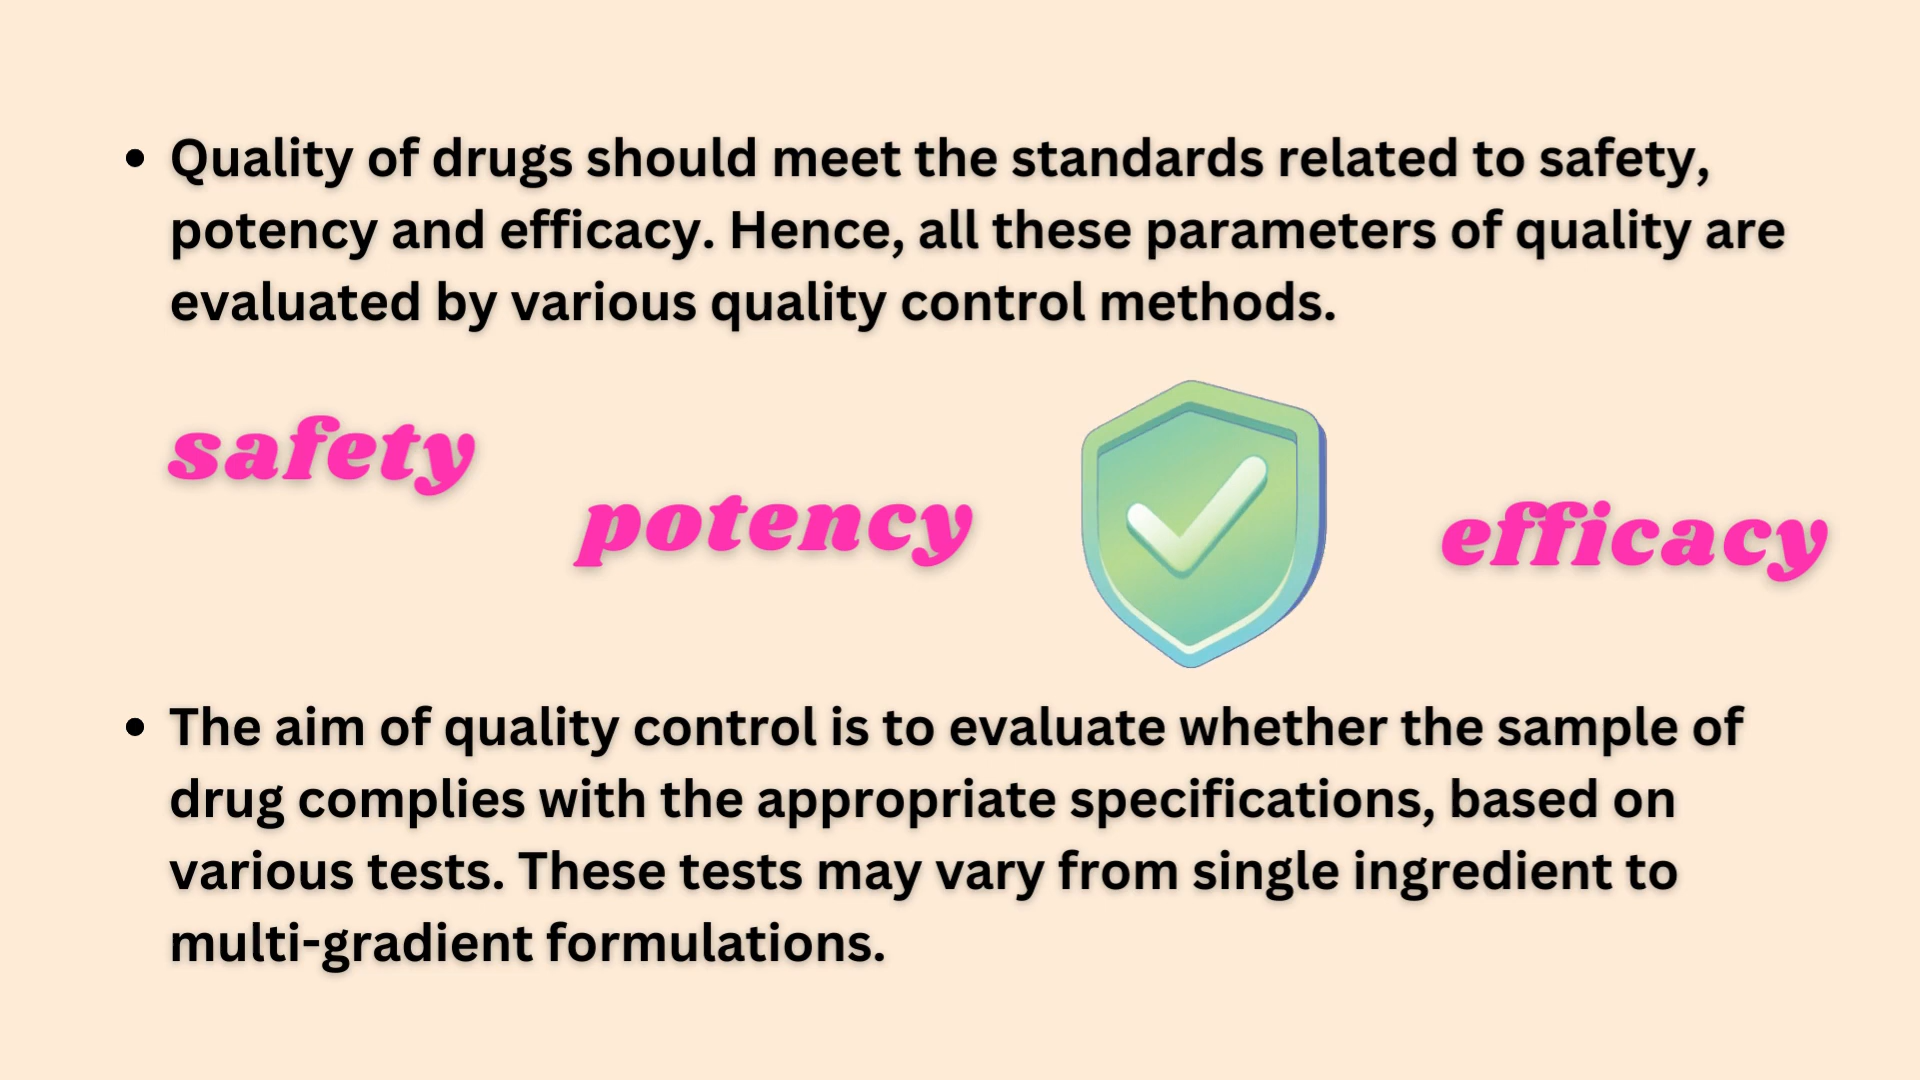 • Quality of drugs should meet the standards related to safety,
potency and efficacy. Hence, all these parameters of quality are
evaluated by various quality control methods.
safety
potency
efficacy
• The aim of quality control is to evaluate whether the sample of
drug complies with the appropriate specifications, based on
various tests. These tests may vary from single ingredient to
multi-gradient formulations.